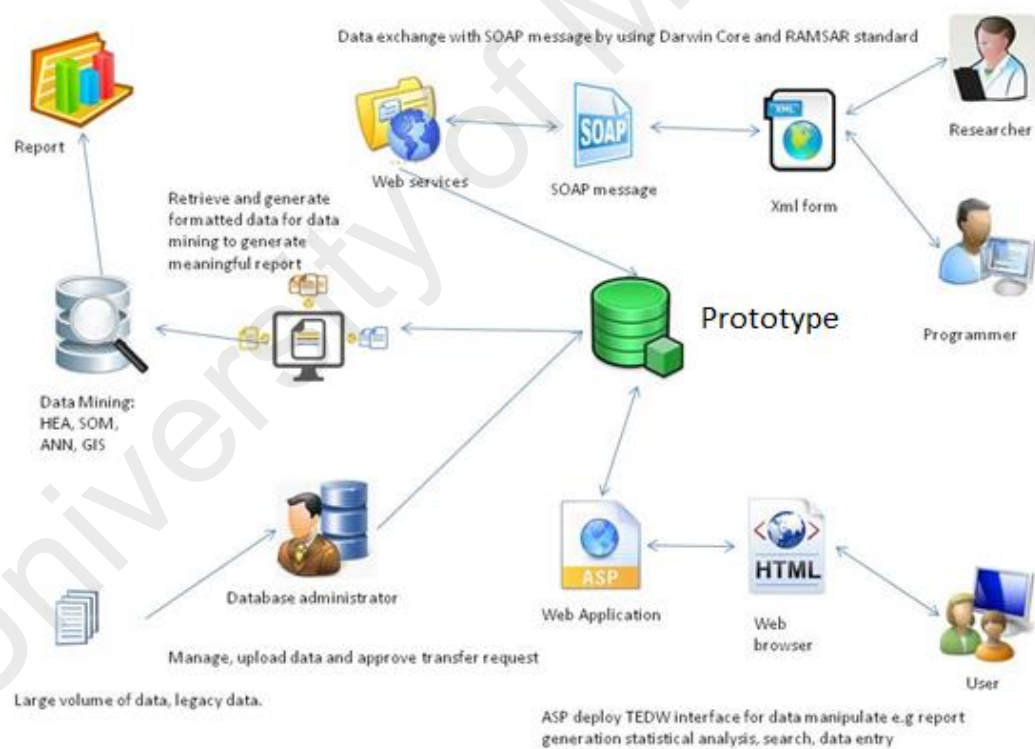 Data exchange with SOAP message by using Darwin Core and RAMSAR standard
Report
Web services
SOAP
SOAP message
XML
Xml form
Researcher
Programmer
Retrieve and generate
formatted data for data
mining to generate
meaningful report
Prototype
Data Mining:
HEA, SOM,
ANN, GIS
Database administrator
Manage, upload data and approve transfer request
Large volume of data, legacy data.
ASP
Web Application
HTML
Web
browser
User
ASP deploy TEDW interface for data manipulate e.g report
generation statistical analysis, search, data entry
University of M